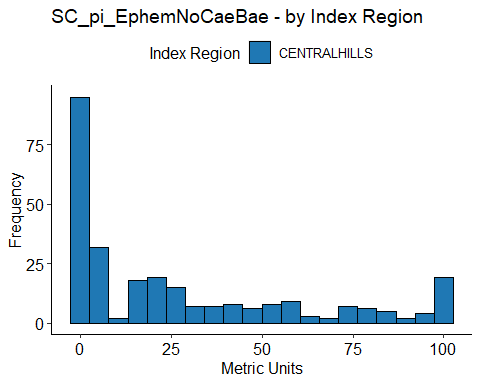 SC_pi_EphemNoCaeBae - by Index Region
Index Region CENTRALHILLS
Frequency
75
50
25
0
0 25 50 75 100
Metric Units